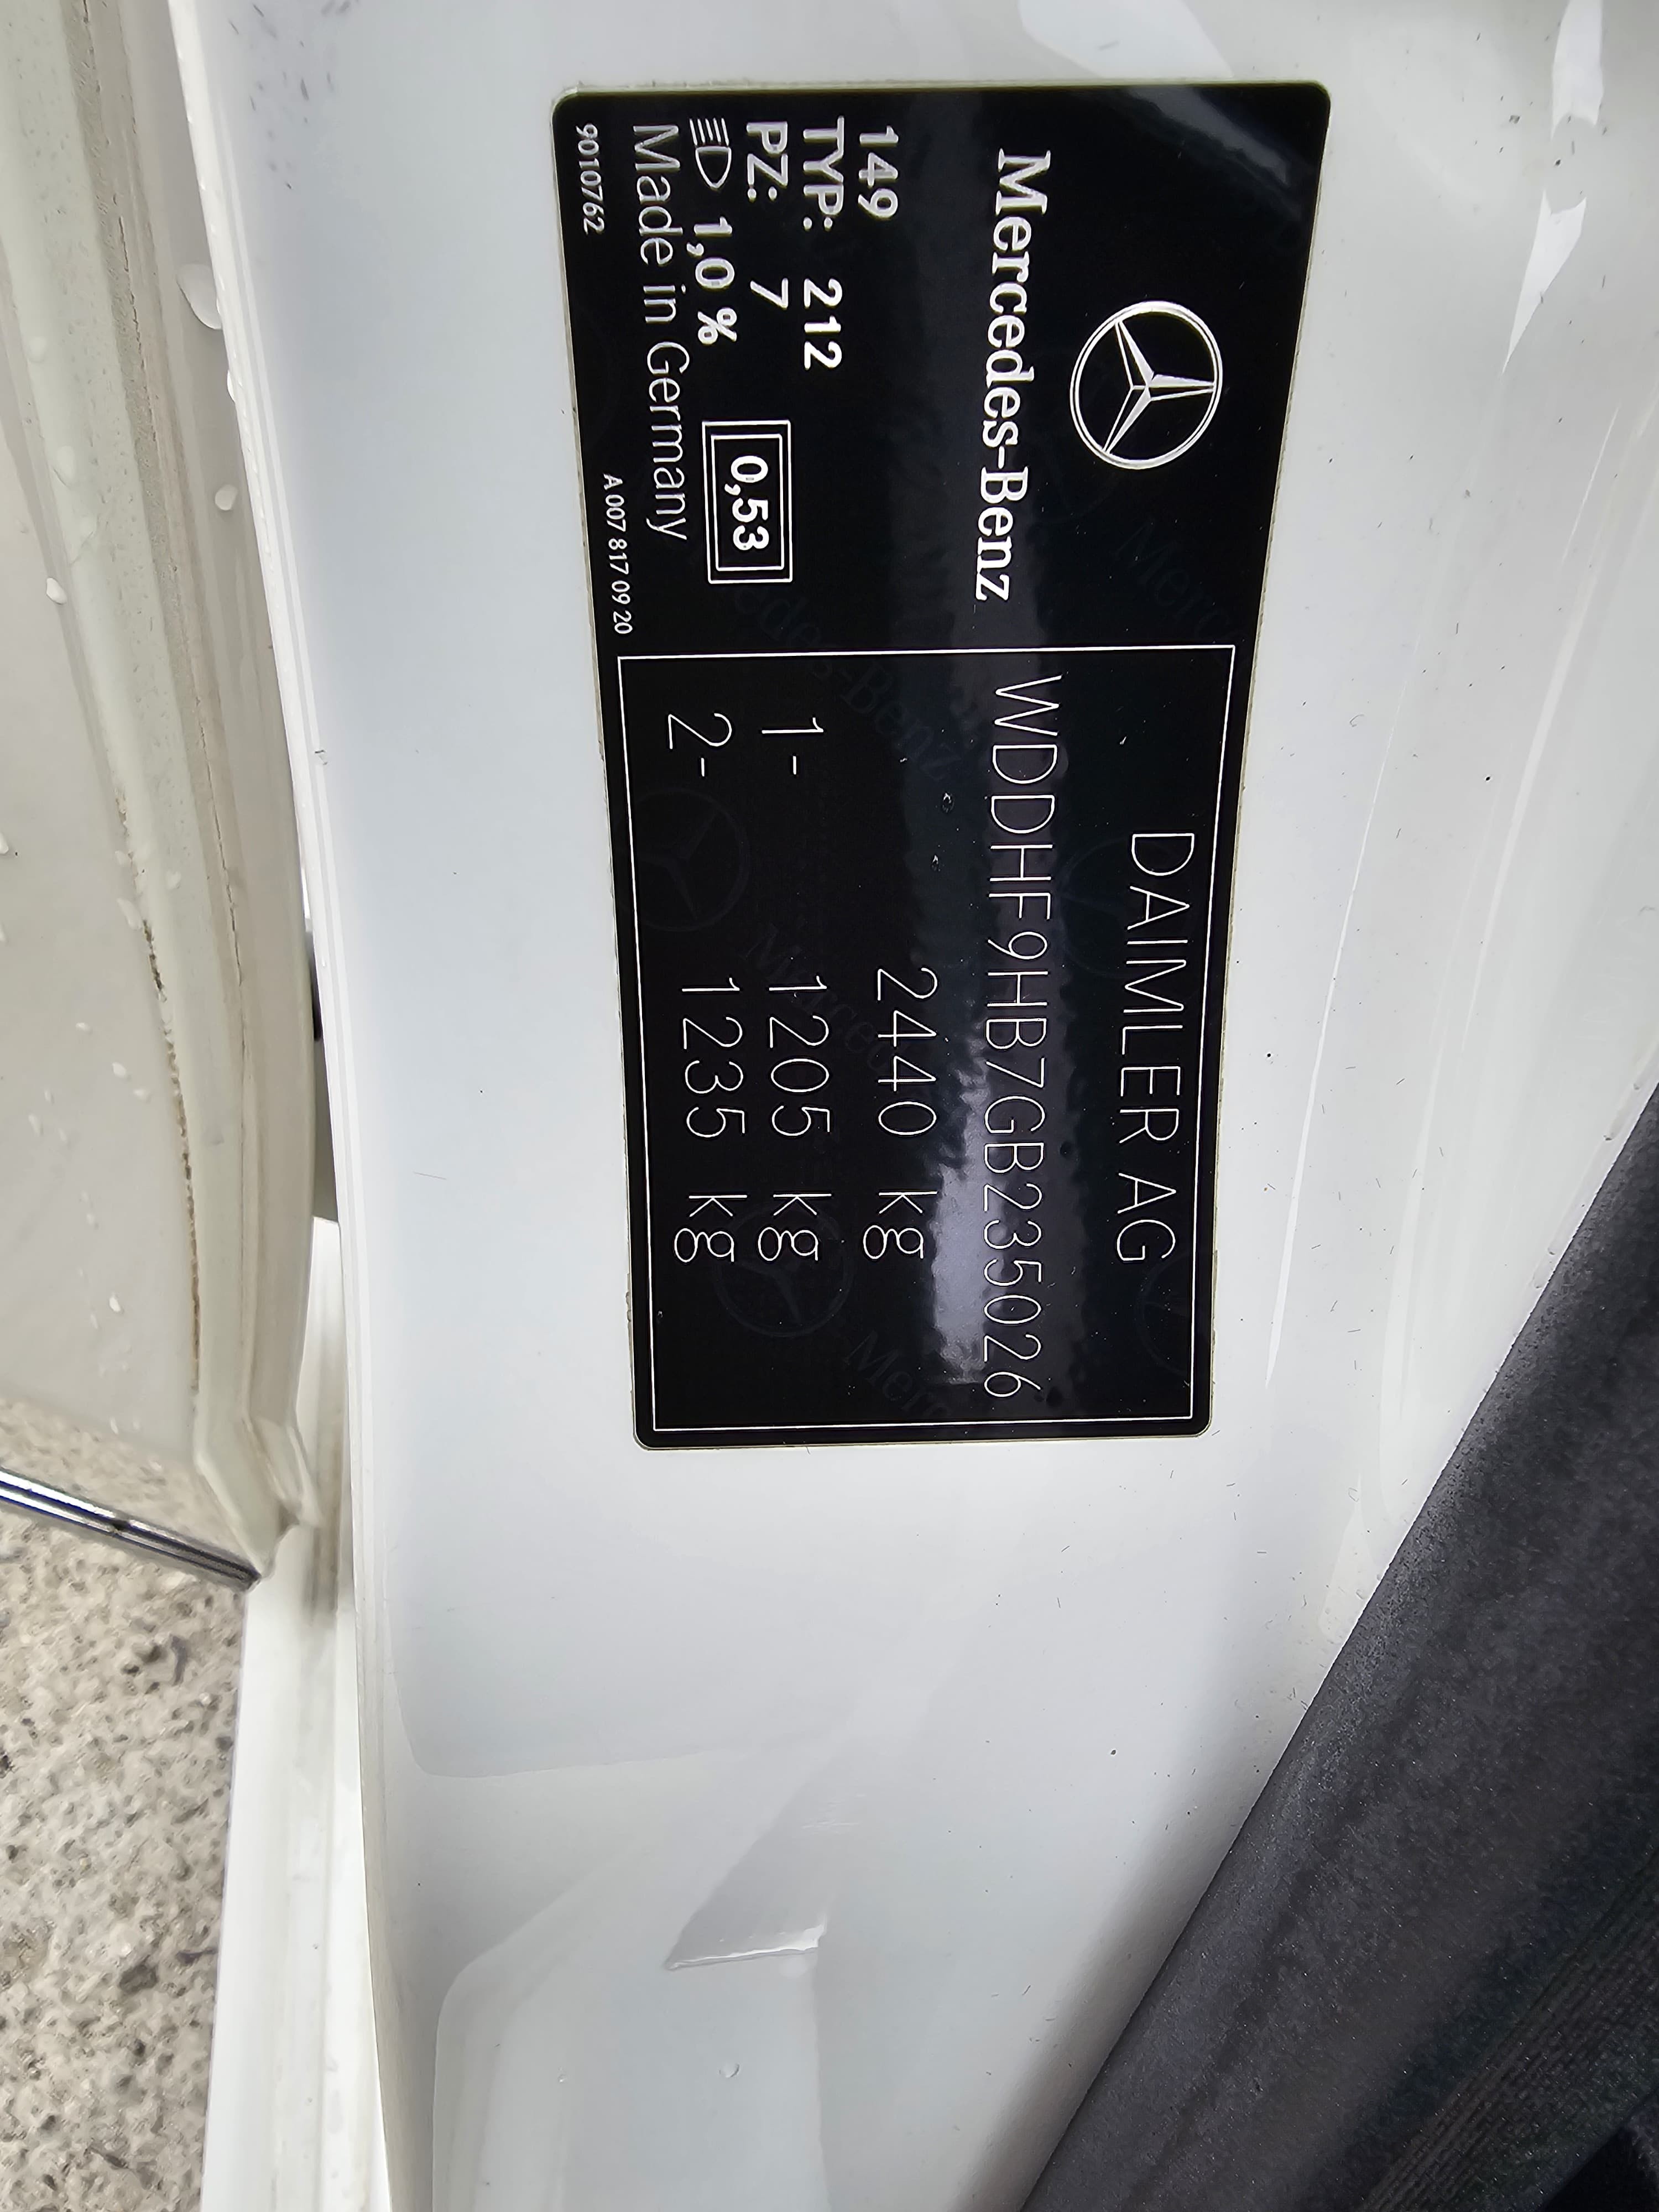 Mercedes-Benz
149
TYP: 212
PZ: 7
1,0 %
0,53
Made in Germany
9010762
A 007 817 09 20
DAIMLER AG
WDDHF9HB7GB235026
2440 kg
1- 1205 kg
2- 1235 kg